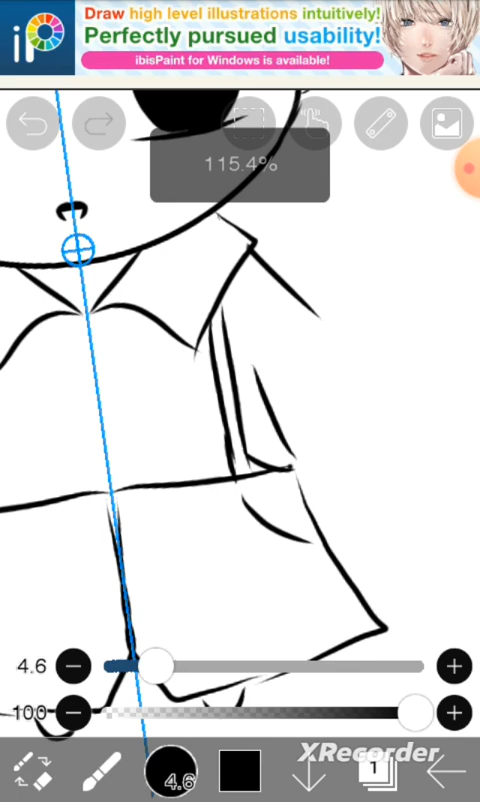 Draw high level illustrations intuitively!
Perfectly pursued usability!
ibisPaint for Windows is available!
iP
115.4%
4.6
100
4.6
1
XRecorder